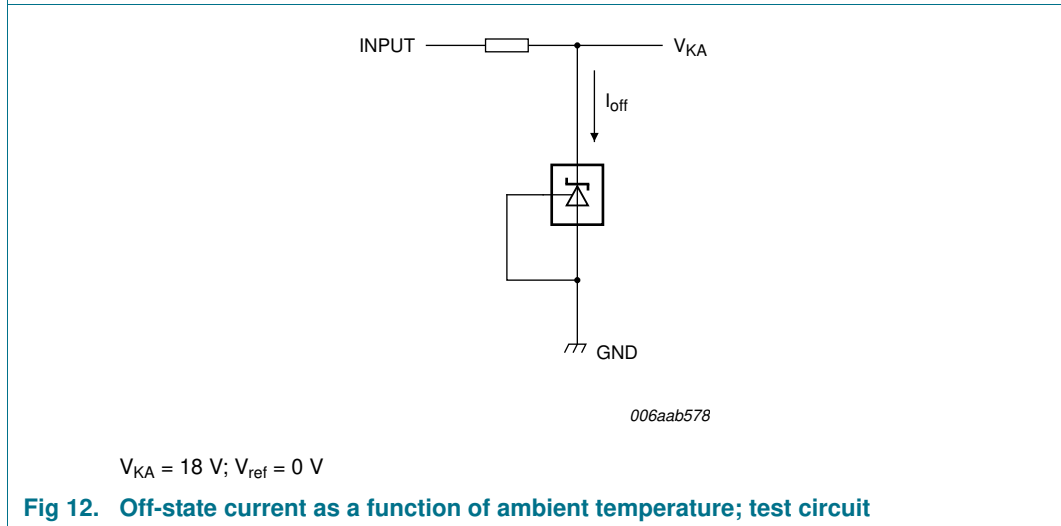 INPUT
VKA
Ioff
GND
006aab578
VKA = 18 V; Vref = 0 V
Fig 12. Off-state current as a function of ambient temperature; test circuit